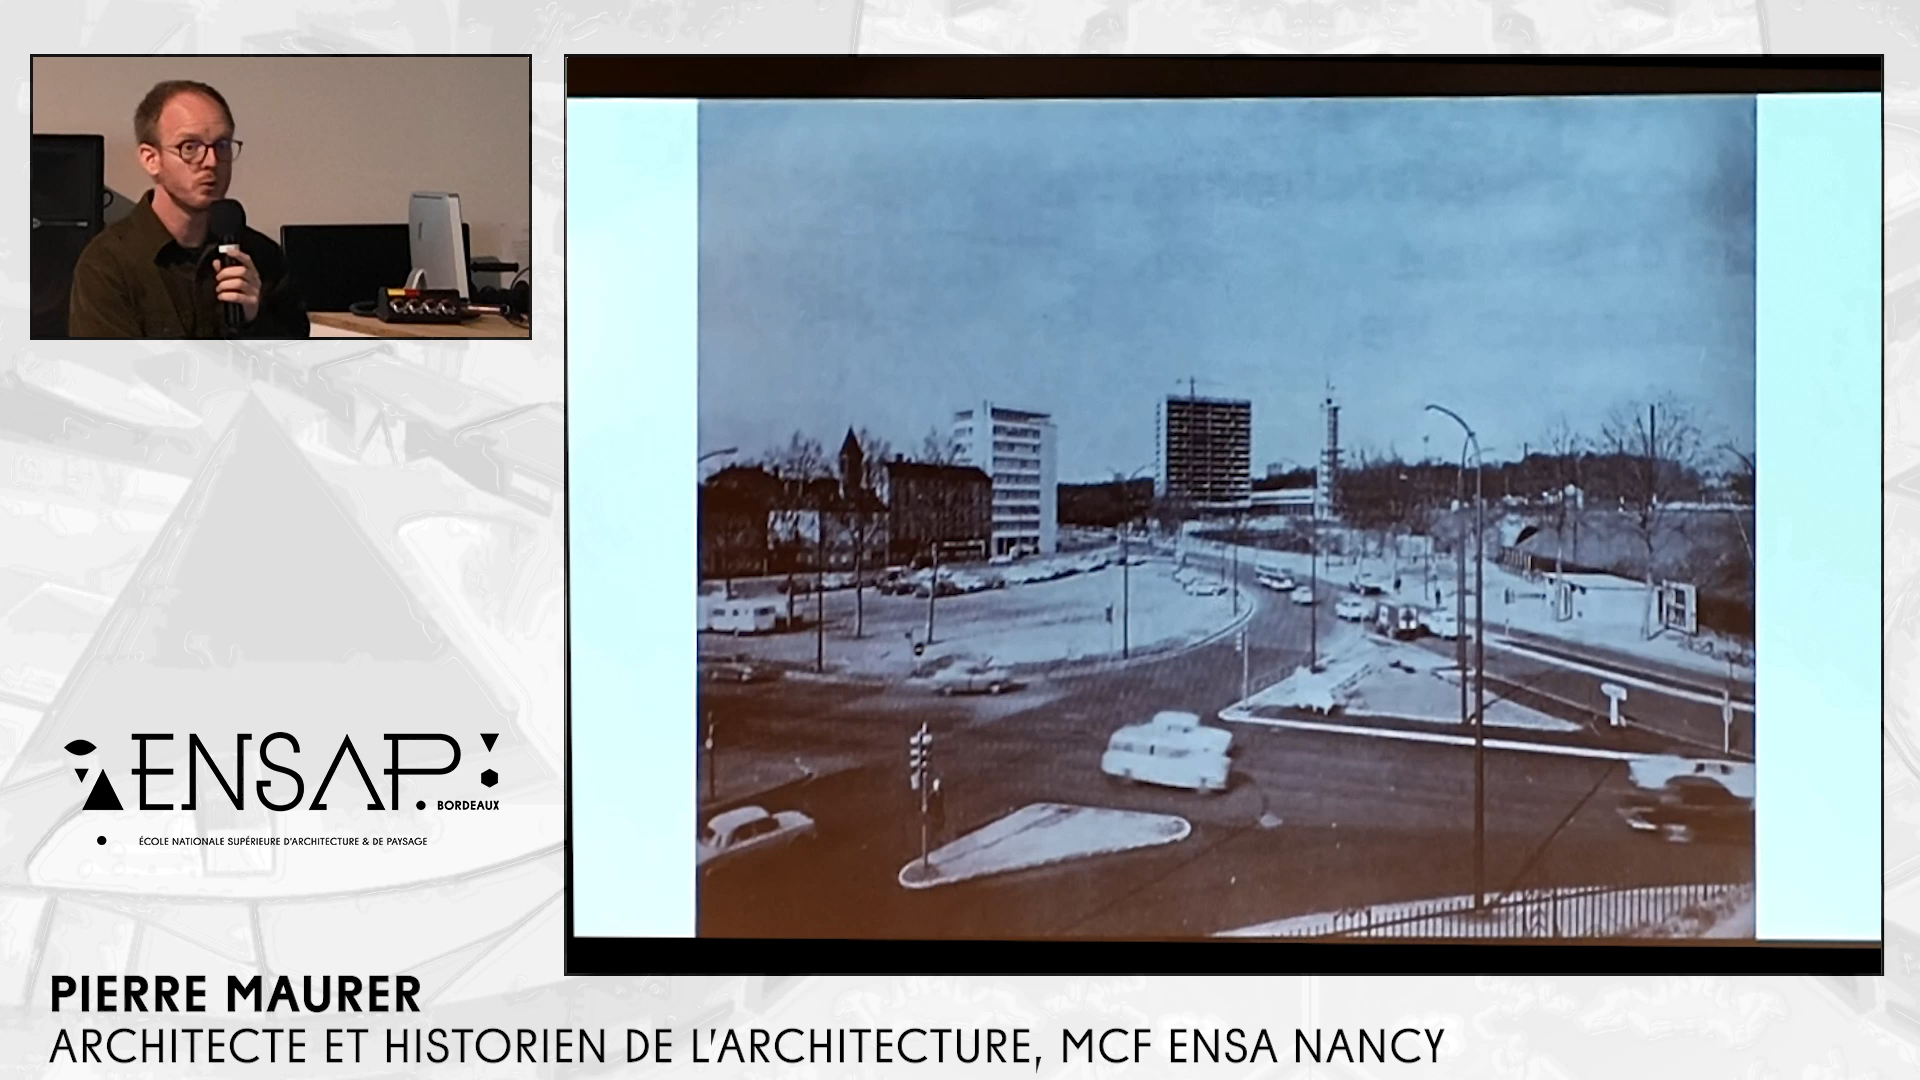 ENSAP.
BORDEAUX
ÉCOLE NATIONALE SUPÉRIEURE D'ARCHITECTURE & DE PAYSAGE
PIERRE MAURER
ARCHITECTE ET HISTORIEN DE L'ARCHITECTURE, MCF ENSA NANCY